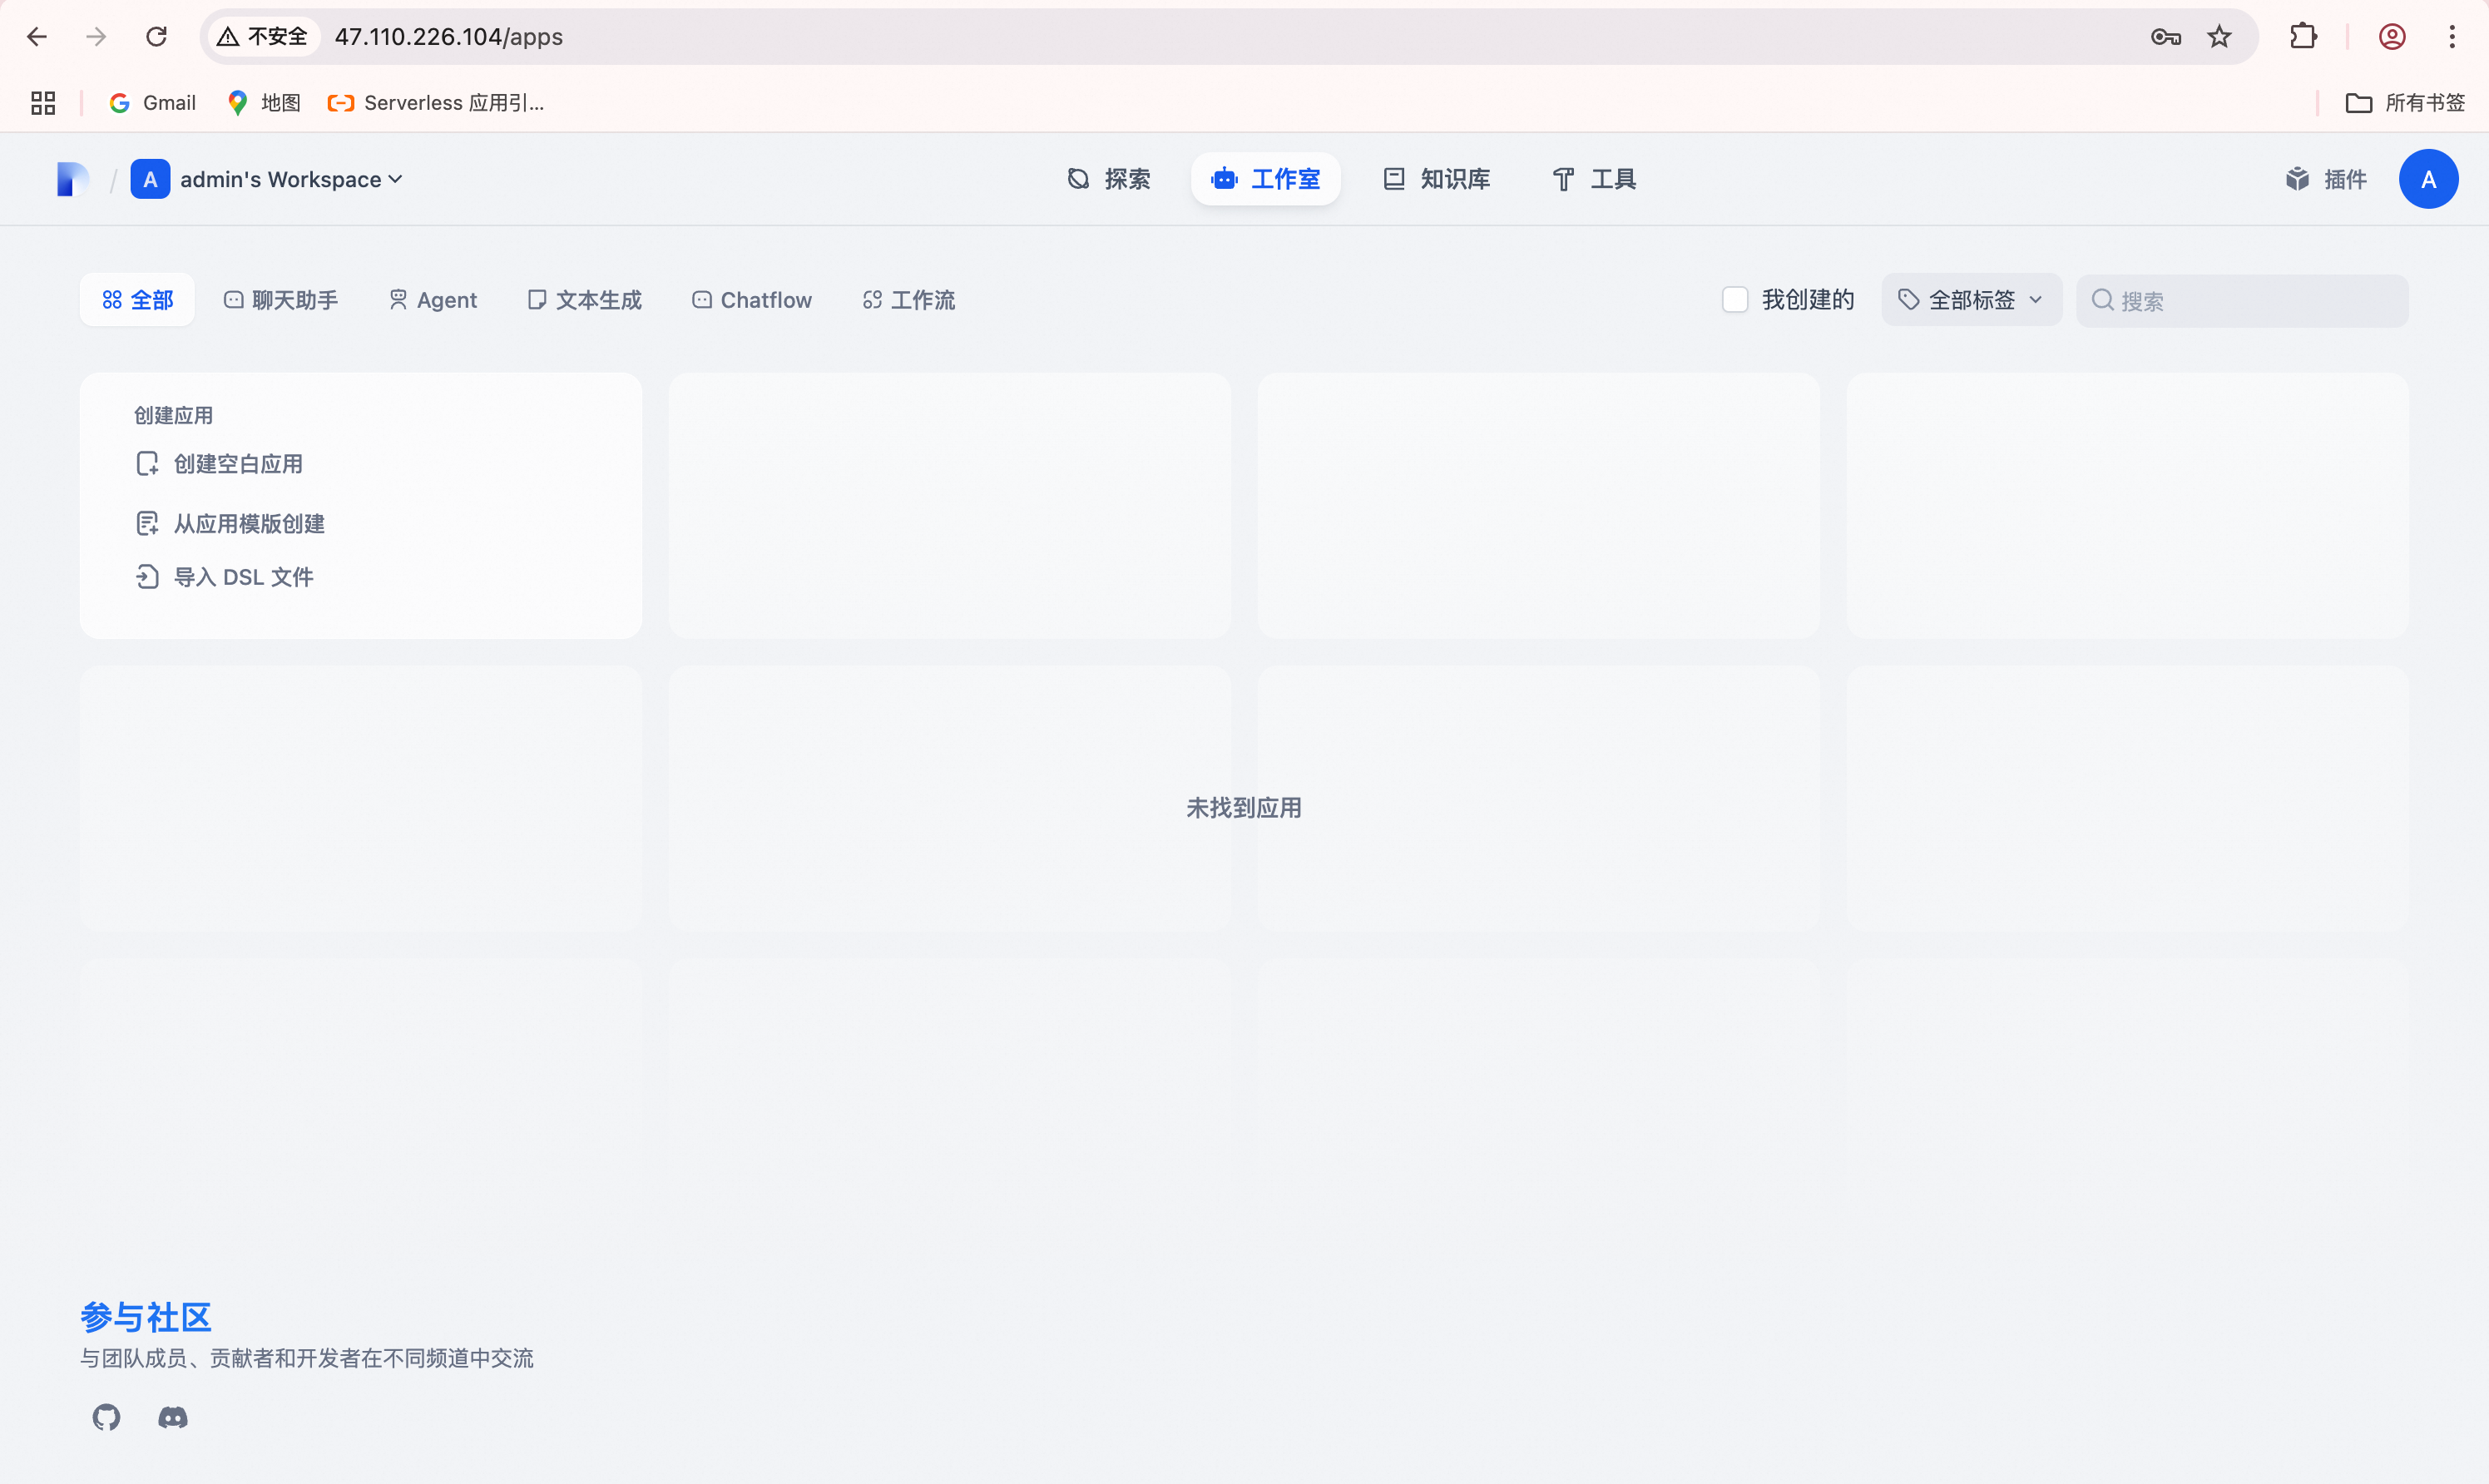 不安全 47.110.226.104/apps
Gmail 地图 Serverless 应用引... 所有书签
/ A admin's Workspace 探索 工作室 知识库 工具 插件 A
全部 聊天助手 Agent 文本生成 Chatflow 工作流 我创建的 全部标签 搜索
创建应用
创建空白应用
从应用模版创建
导入 DSL 文件
未找到应用
参与社区
与团队成员、贡献者和开发者在不同频道中交流